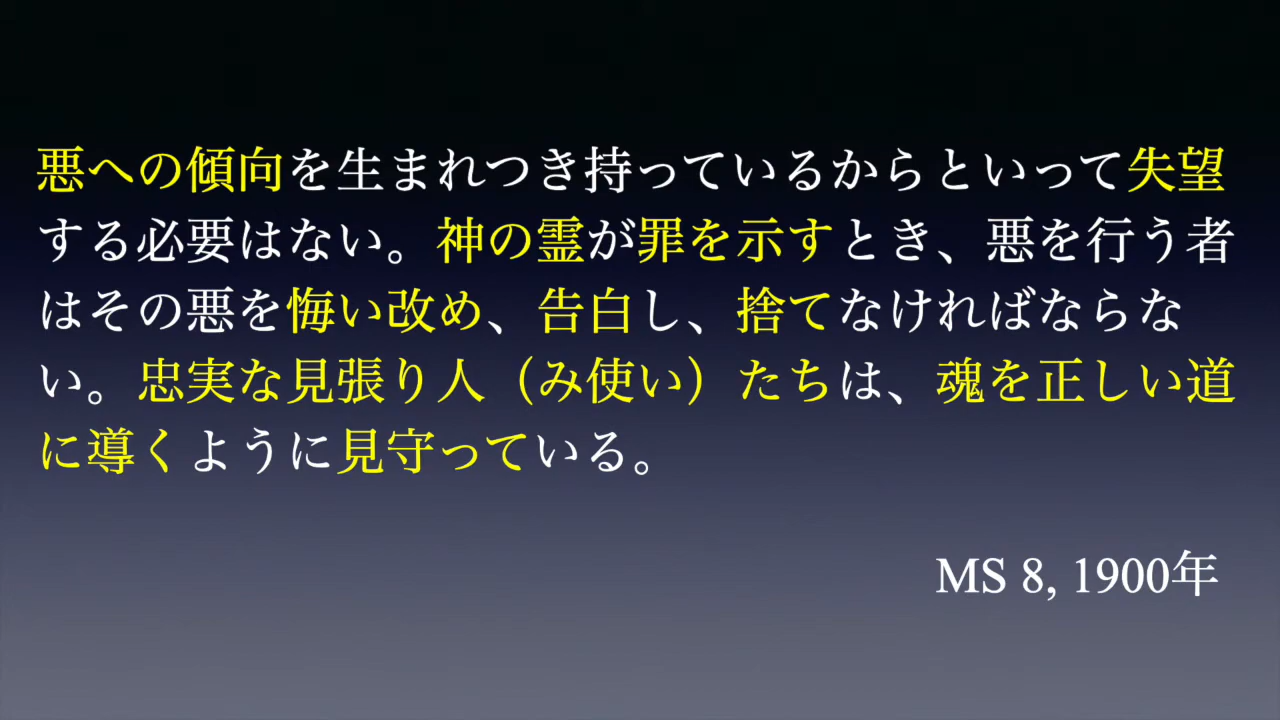 悪への傾向を生まれつき持っているからといって失望
する必要はない。神の霊が罪を示すとき、悪を行う者
はその悪を悔い改め、告白し、捨てなければならな
い。忠実な見張り人（み使い）たちは、魂を正しい道
に導くように見守っている。
MS 8, 1900年